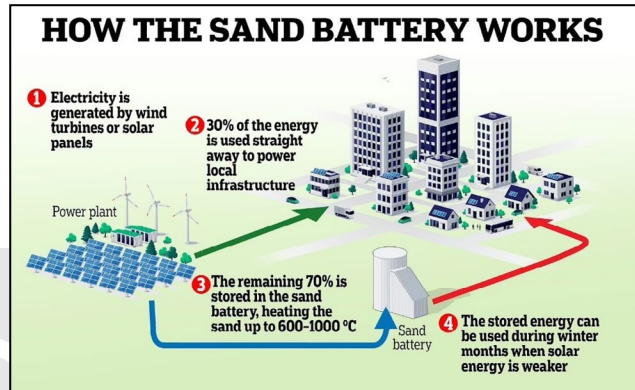 HOW THE SAND BATTERY WORKS
1 Electricity is
generated by wind
turbines or solar
panels
2 30% of the energy
is used straight
away to power
local
infrastructure
Power plant
3 The remaining 70% is
stored in the sand
battery, heating the
sand up to 600-1000 ºC
Sand
battery
4 The stored energy can
be used during winter
months when solar
energy is weaker